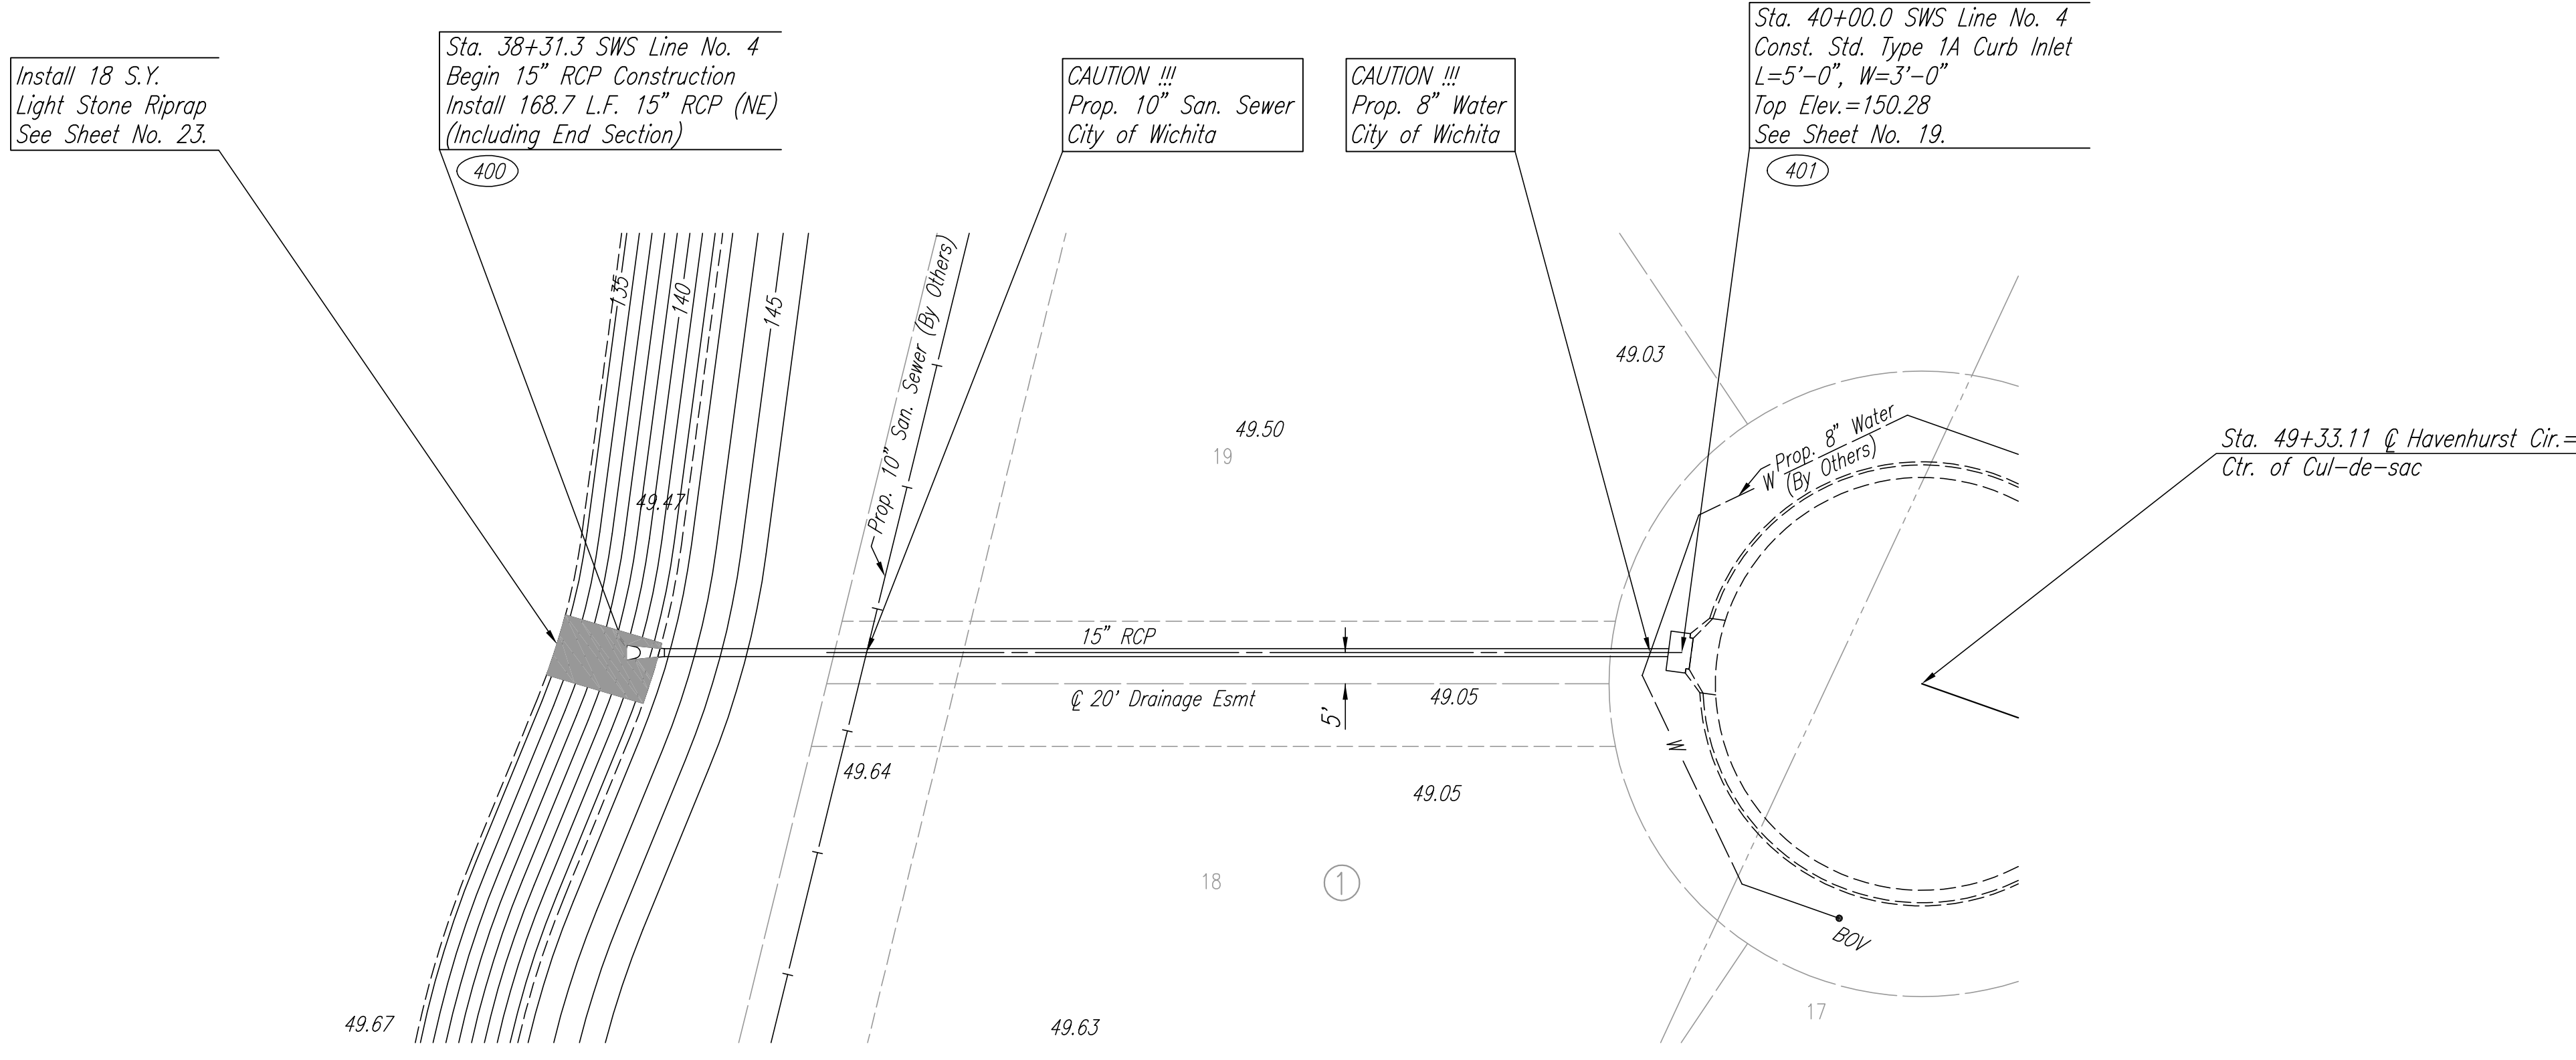 Install 18 S.Y.
Light Stone Riprap
See Sheet No. 23.
Sta. 38+31.3 SWS Line No. 4
Begin 15" RCP Construction
Install 168.7 L.F. 15" RCP (NE)
(Including End Section)
400
CAUTION !!!
Prop. 10" San. Sewer
City of Wichita
CAUTION !!!
Prop. 8" Water
City of Wichita
Sta. 40+00.0 SWS Line No. 4
Const. Std. Type 1A Curb Inlet
L=5'-0", W=3'-0"
Top Elev.=150.28
See Sheet No. 19.
401
135
140
145
Prop. 10" San. Sewer (By Others)
49.03
49.50
19
W Prop. 8" Water
(By Others)
Sta. 49+33.11 ℄ Havenhurst Cir.=
Ctr. of Cul-de-sac
49.47
15" RCP
℄ 20' Drainage Esmt
5'
49.05
W
49.64
49.05
18
1
BOV
17
49.67
49.63